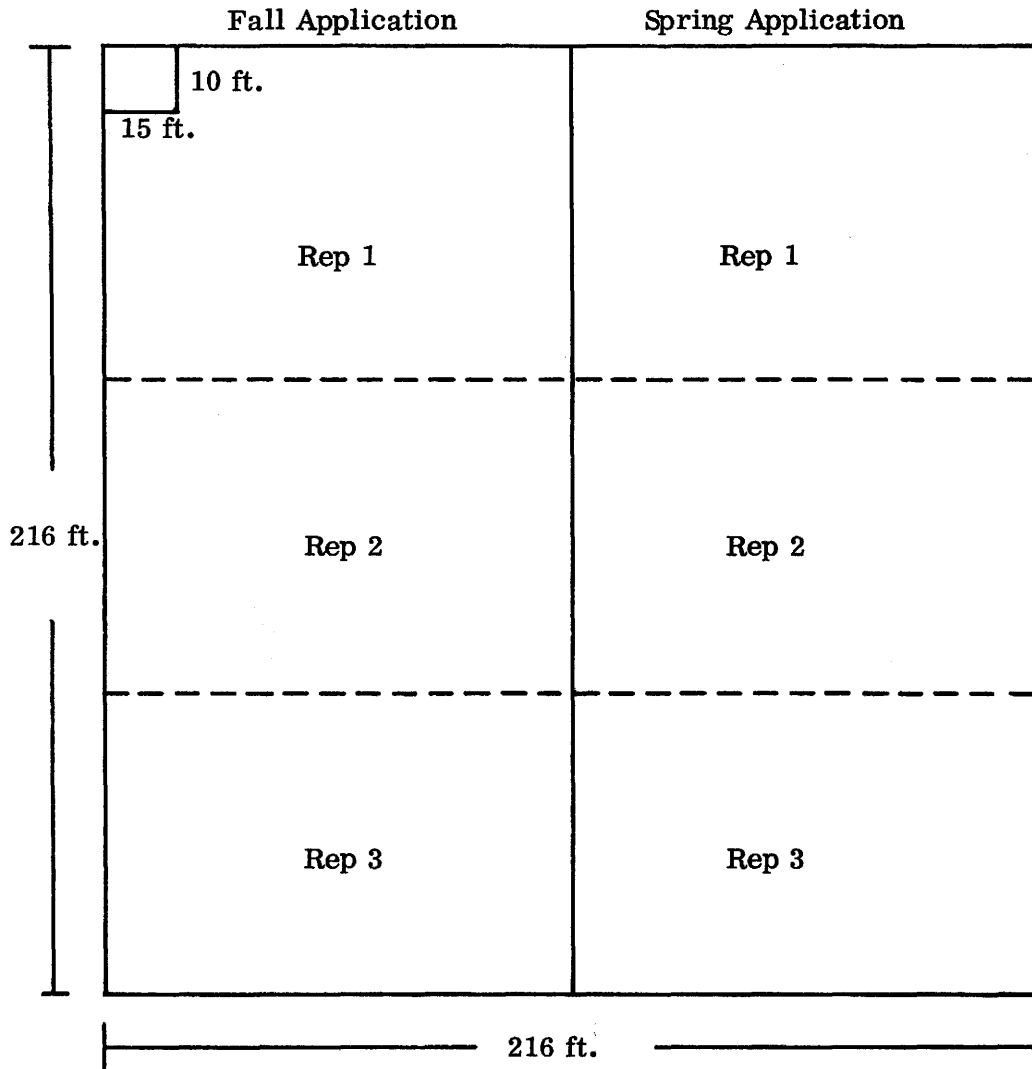 Fall Application Spring Application
10 ft.
15 ft.
Rep 1 Rep 1
216 ft. Rep 2 Rep 2
Rep 3 Rep 3
216 ft.